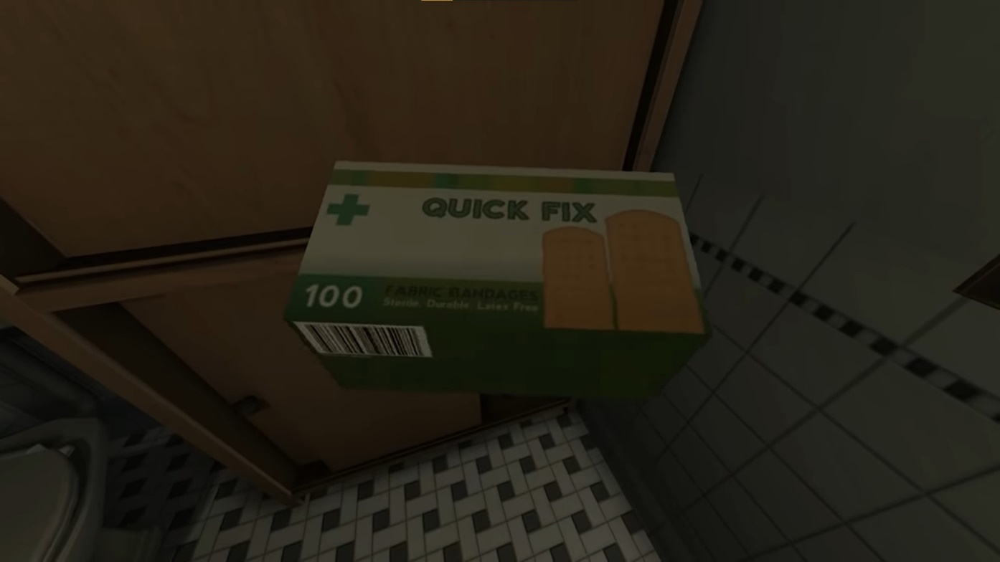 QUICK FIX
100
FABRIC BANDAGES
Sterile. Durable. Latex Free